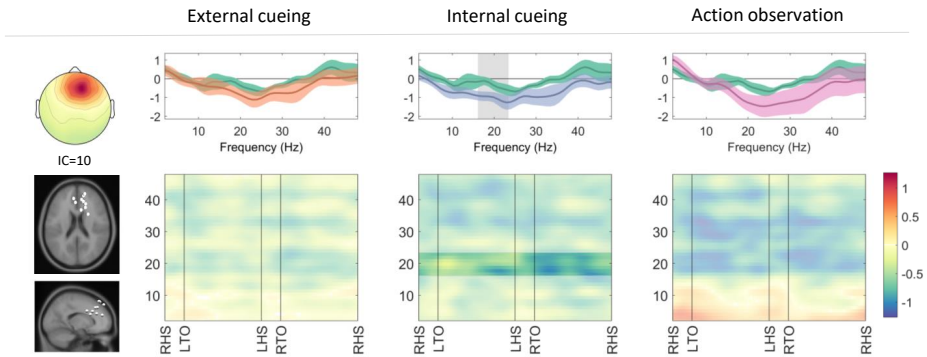 External cueing
Internal cueing
Action observation
1
0
-1
-2
10
20
30
40
Frequency (Hz)
1
0
-1
-2
10
20
30
40
Frequency (Hz)
1
0
-1
-2
10
20
30
40
Frequency (Hz)
IC=10
40
30
20
10
RHS
LTO
LHS
RTO
RHS
40
30
20
10
RHS
LTO
LHS
RTO
RHS
40
30
20
10
RHS
LTO
LHS
RTO
RHS
1
0.5
0
-0.5
-1